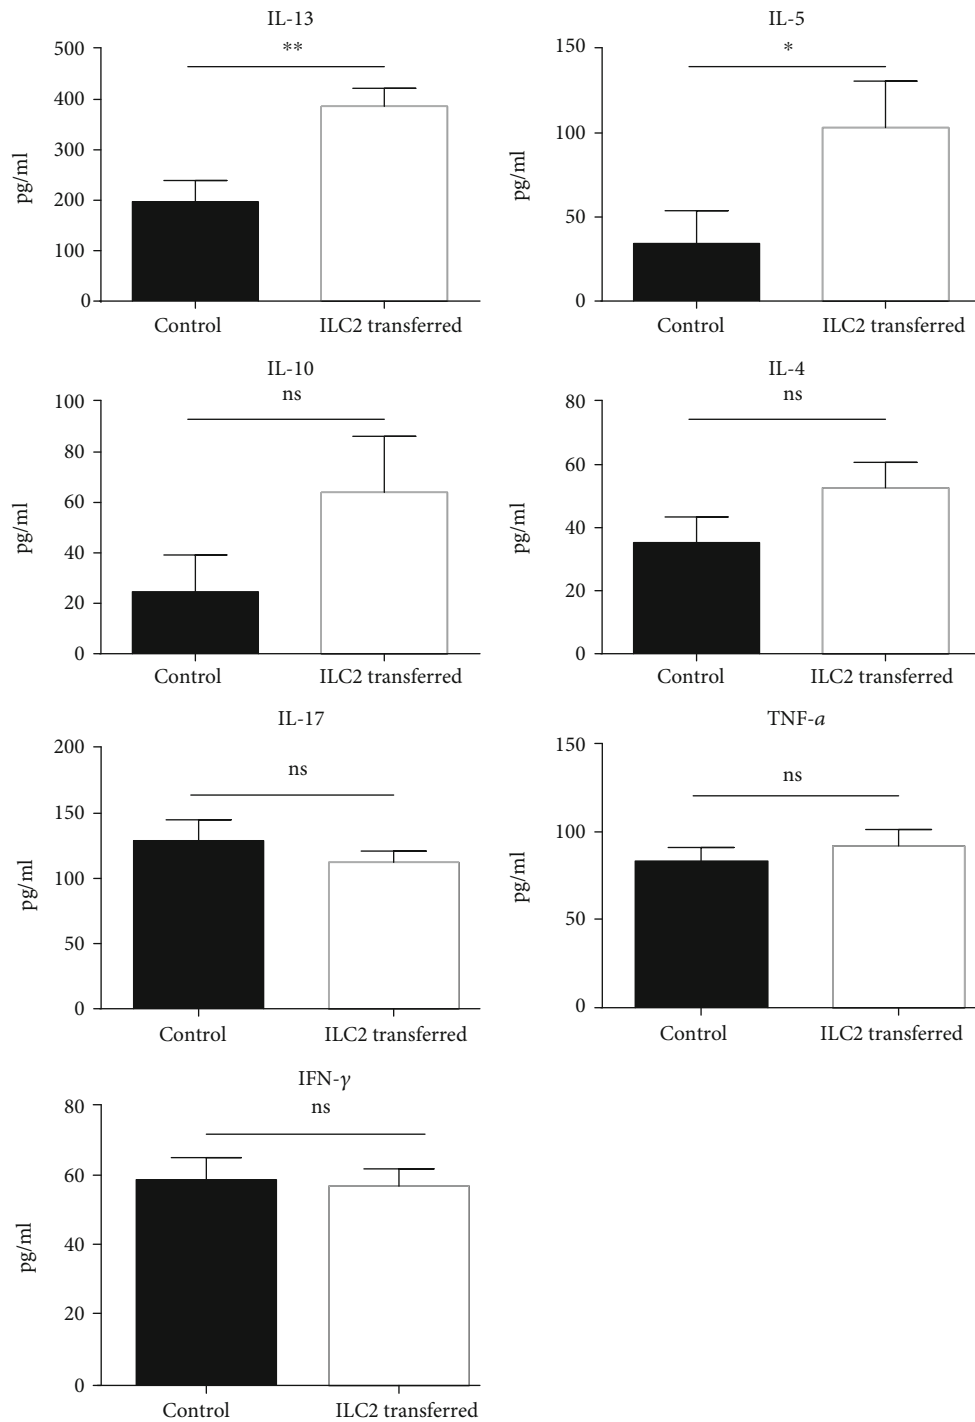 IL-13
**
500
400
300
200
100
0
pg/ml
Control
ILC2 transferred
IL-5
*
150
100
50
0
pg/ml
Control
ILC2 transferred
IL-10
ns
100
80
60
40
20
0
pg/ml
Control
ILC2 transferred
IL-4
ns
80
60
40
20
0
pg/ml
Control
ILC2 transferred
IL-17
ns
200
150
100
50
0
pg/ml
Control
ILC2 transferred
TNF-a
ns
150
100
50
0
pg/ml
Control
ILC2 transferred
IFN-γ
ns
80
60
40
20
0
pg/ml
Control
ILC2 transferred